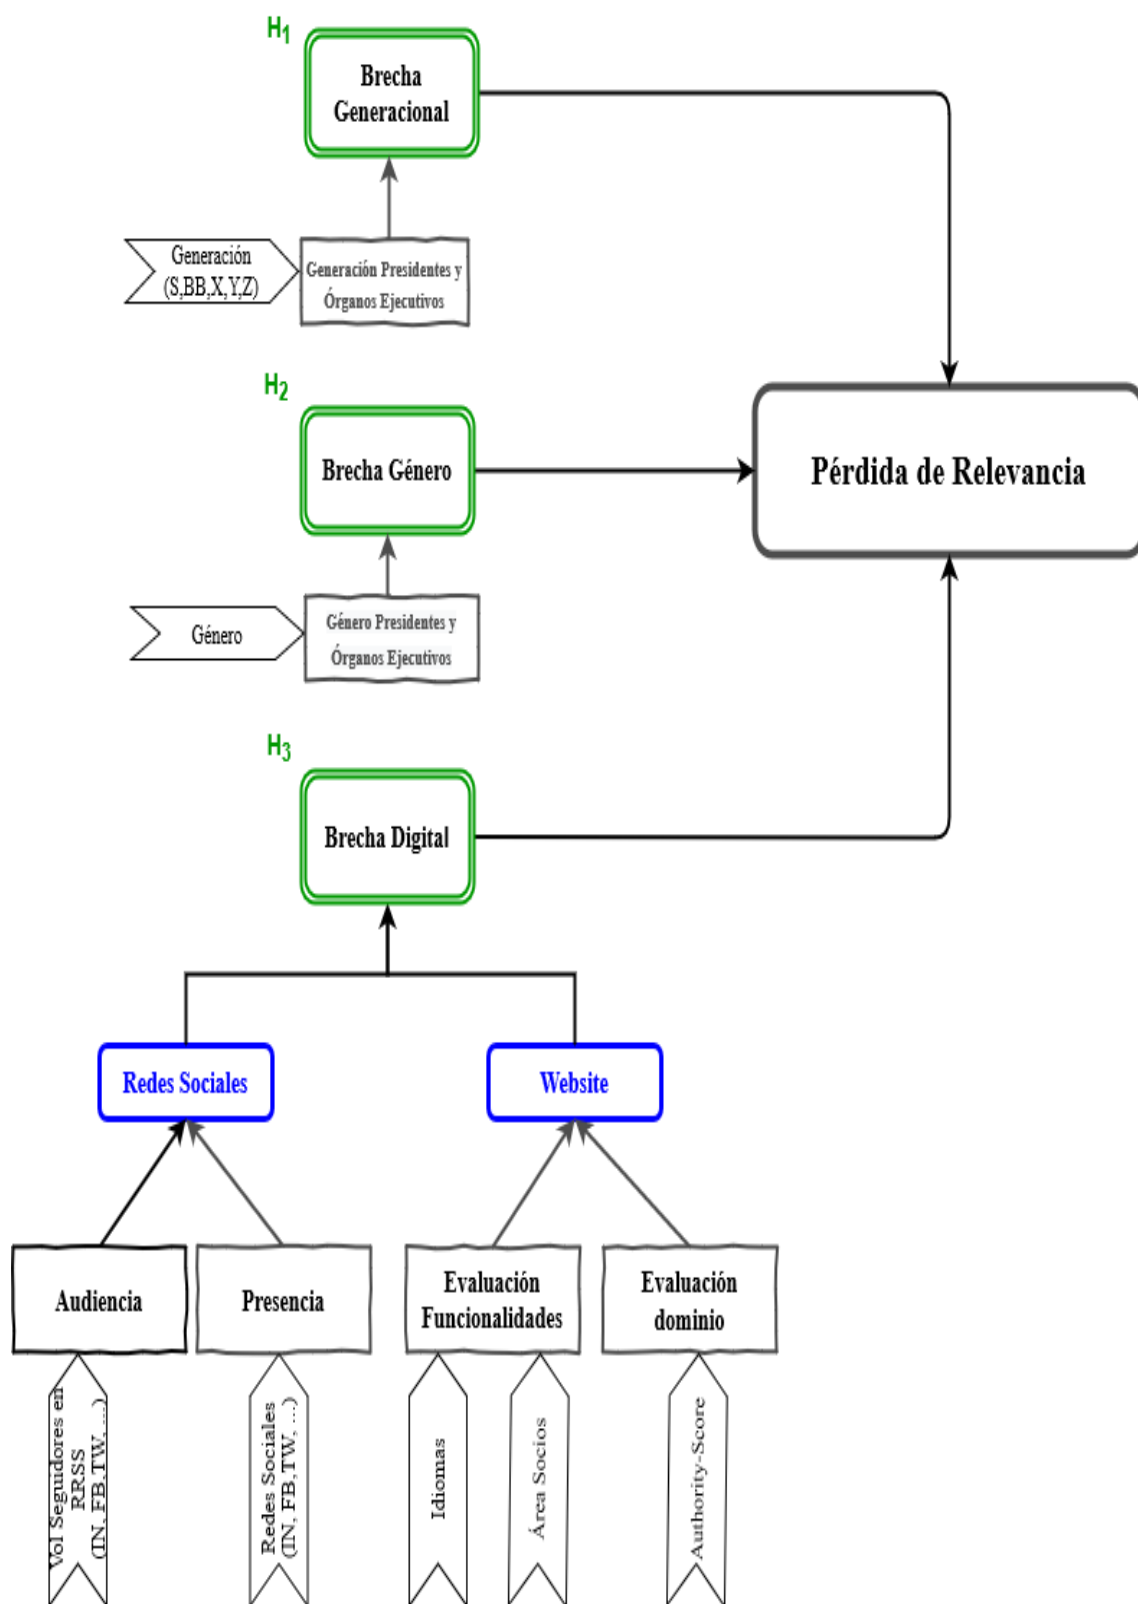 H1
Brecha
Generacional
Generación
(S,BB,X,Y,Z)
Generación Presidentes y
Órganos Ejecutivos
H2
Brecha Género
Pérdida de Relevancia
Género
Género Presidentes y
Órganos Ejecutivos
H3
Brecha Digital
Redes Sociales
Website
Audiencia
Presencia
Evaluación
Funcionalidades
Evaluación
dominio
Vol Seguidores en
RRSS
(IN, FB,TW, ...)
Redes Sociales
(IN, FB,TW, ...)
Idiomas
Área Socios
Authority-Score